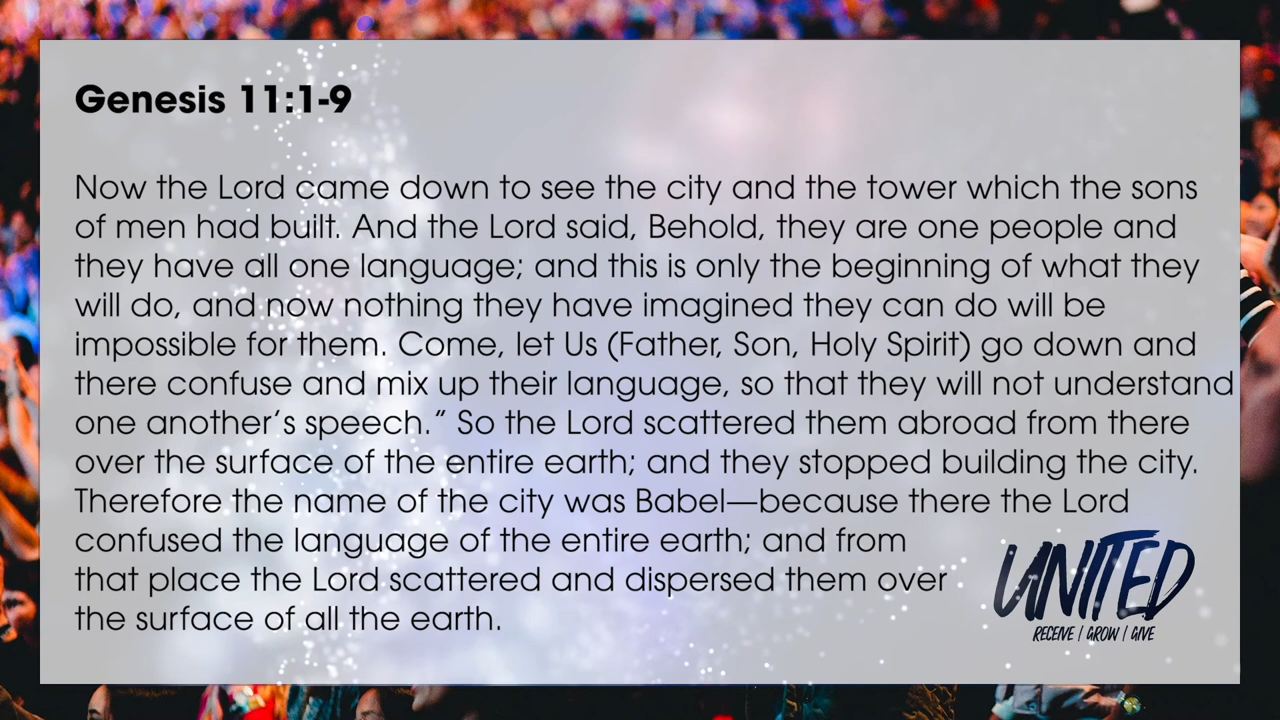 Genesis 11:1-9
Now the Lord came down to see the city and the tower which the sons
of men had built. And the Lord said, Behold, they are one people and
they have all one language; and this is only the beginning of what they
will do, and now nothing they have imagined they can do will be
impossible for them. Come, let Us (Father, Son, Holy Spirit) go down and
there confuse and mix up their language, so that they will not understand
one another’s speech.” So the Lord scattered them abroad from there
over the surface of the entire earth; and they stopped building the city.
Therefore the name of the city was Babel—because there the Lord
confused the language of the entire earth; and from
that place the Lord scattered and dispersed them over
the surface of all the earth.
UNITED
RECEIVE / GROW / GIVE